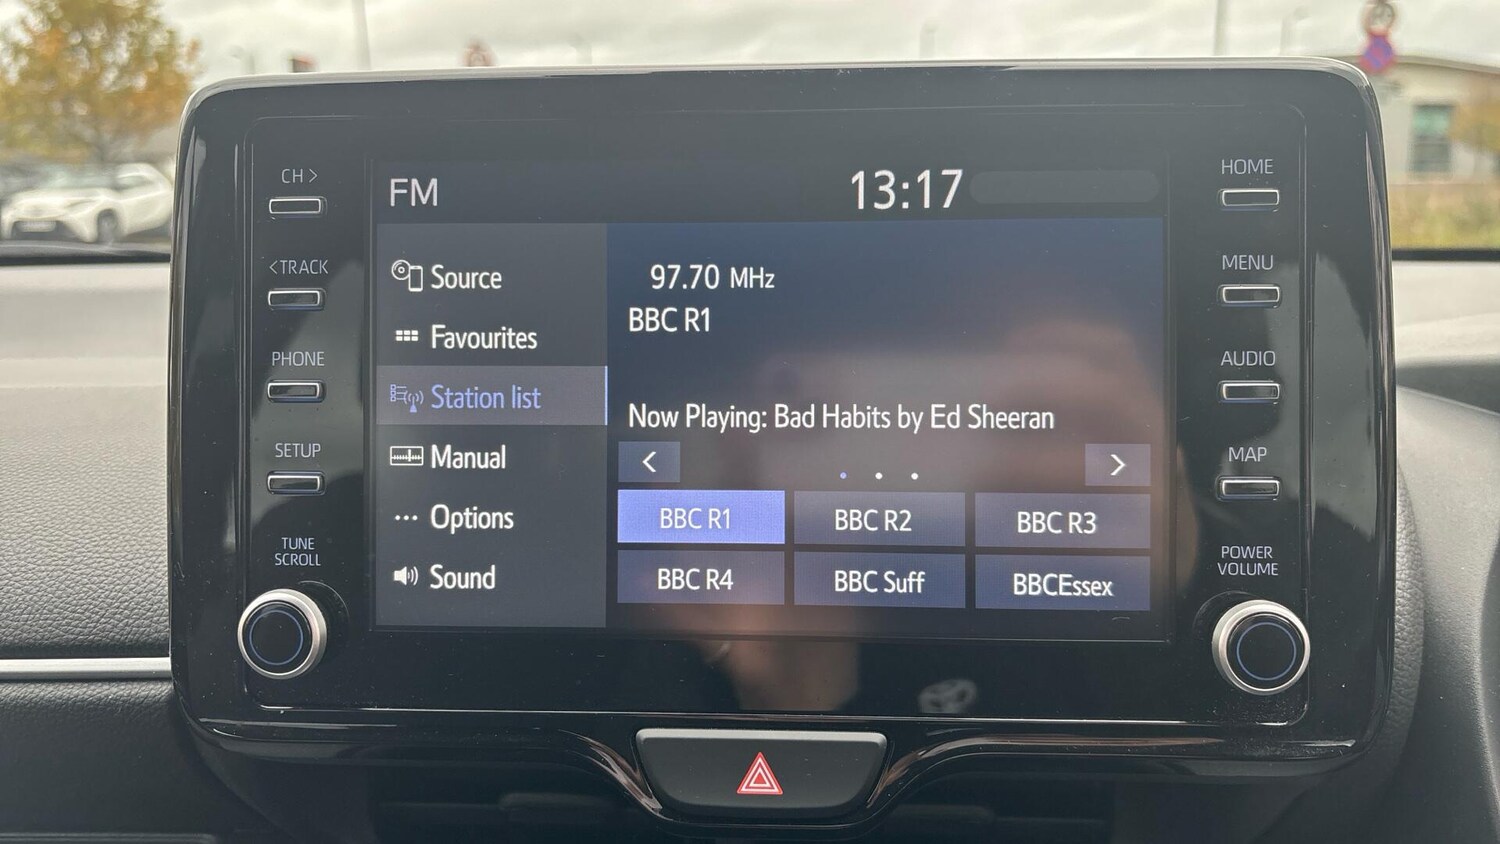 CH >
<TRACK
PHONE
SETUP
TUNE
SCROLL
FM
13:17
Source
Favourites
Station list
Manual
Options
Sound
97.70 MHz
BBC R1
Now Playing: Bad Habits by Ed Sheeran
<
>
BBC R1
BBC R2
BBC R3
BBC R4
BBC Suff
BBCEssex
HOME
MENU
AUDIO
MAP
POWER
VOLUME